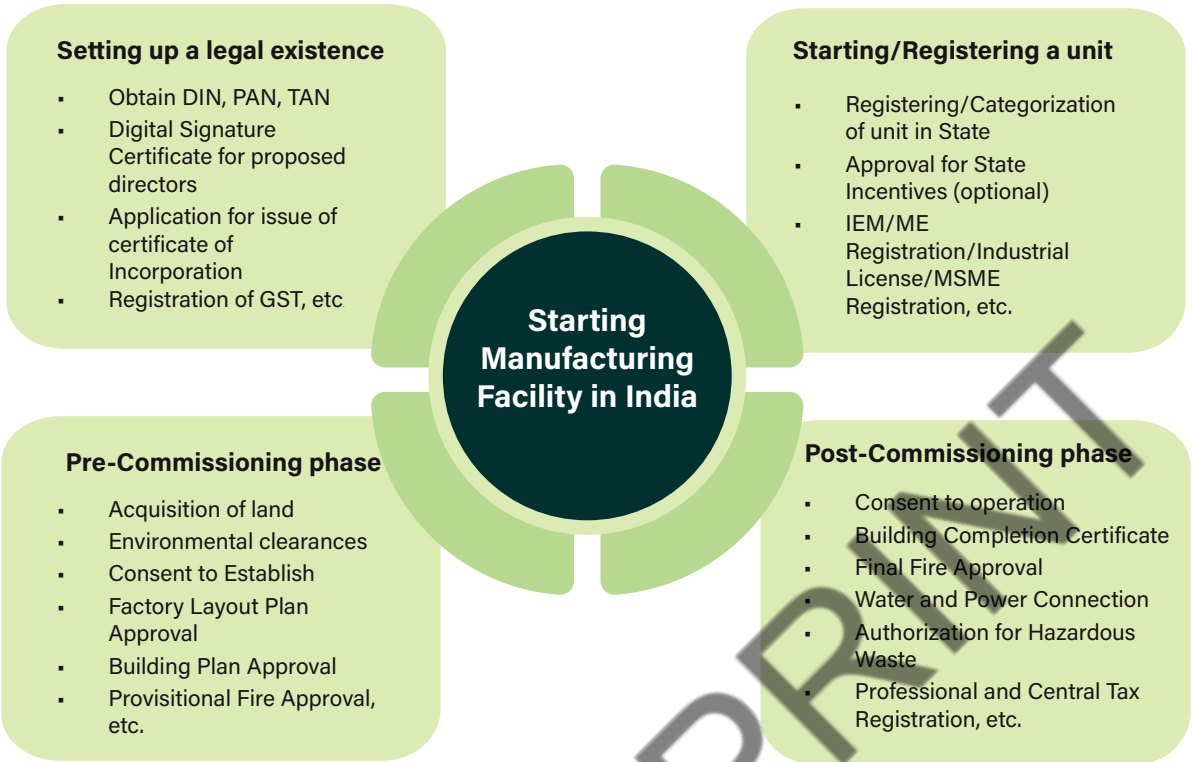 Setting up a legal existence
▪ Obtain DIN, PAN, TAN
▪ Digital Signature
Certificate for proposed
directors
▪ Application for issue of
certificate of
Incorporation
▪ Registration of GST, etc
Starting/Registering a unit
▪ Registering/Categorization
of unit in State
▪ Approval for State
Incentives (optional)
▪ IEM/ME
Registration/Industrial
License/MSME
Registration, etc.
Starting
Manufacturing
Facility in India
Pre-Commissioning phase
▪ Acquisition of land
▪ Environmental clearances
▪ Consent to Establish
▪ Factory Layout Plan
Approval
▪ Building Plan Approval
▪ Provisitional Fire Approval,
etc.
Post-Commissioning phase
▪ Consent to operation
▪ Building Completion Certificate
▪ Final Fire Approval
▪ Water and Power Connection
▪ Authorization for Hazardous
Waste
▪ Professional and Central Tax
Registration, etc.
PRINT